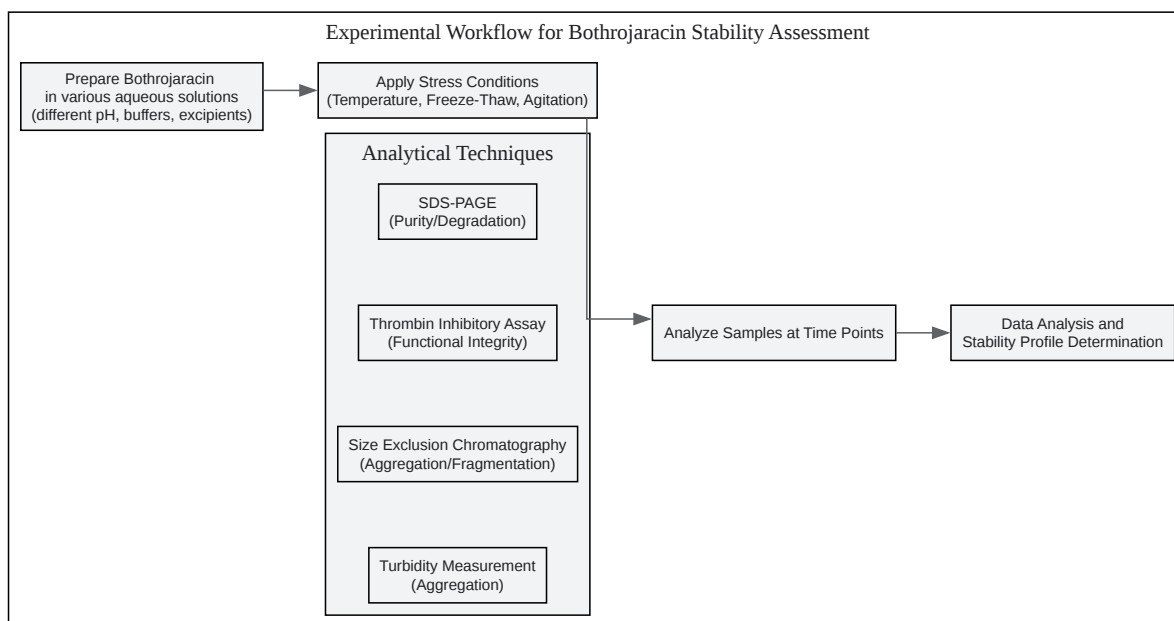 Experimental Workflow for Bothrojaracin Stability Assessment
Prepare Bothrojaracin
in various aqueous solutions
(different pH, buffers, excipients)
Apply Stress Conditions
(Temperature, Freeze-Thaw, Agitation)
Analytical Techniques
SDS-PAGE
(Purity/Degradation)
Thrombin Inhibitory Assay
(Functional Integrity)
Size Exclusion Chromatography
(Aggregation/Fragmentation)
Turbidity Measurement
(Aggregation)
Analyze Samples at Time Points
Data Analysis and
Stability Profile Determination